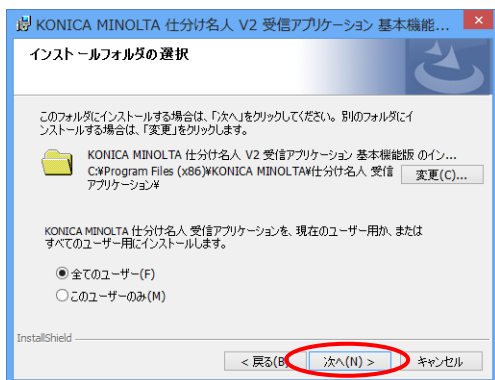 KONICA MINOLTA 仕分け名人 V2 受信アプリケーション 基本機能...
インストールフォルダの選択
このフォルダにインストールする場合は、「次へ」をクリックしてください。別のフォルダにイ
ンストールする場合は、「変更」をクリックします。
KONICA MINOLTA 仕分け名人 V2 受信アプリケーション 基本機能版 のイン...
C:¥Program Files (x86)¥KONICA MINOLTA¥仕分け名人 受信
アプリケーション¥
変更(C)...
KONICA MINOLTA 仕分け名人 受信アプリケーションを、現在のユーザー用か、または
すべてのユーザー用にインストールします。
全てのユーザー(F)
このユーザーのみ(M)
InstallShield
< 戻る(B
次へ(N) >
キャンセル